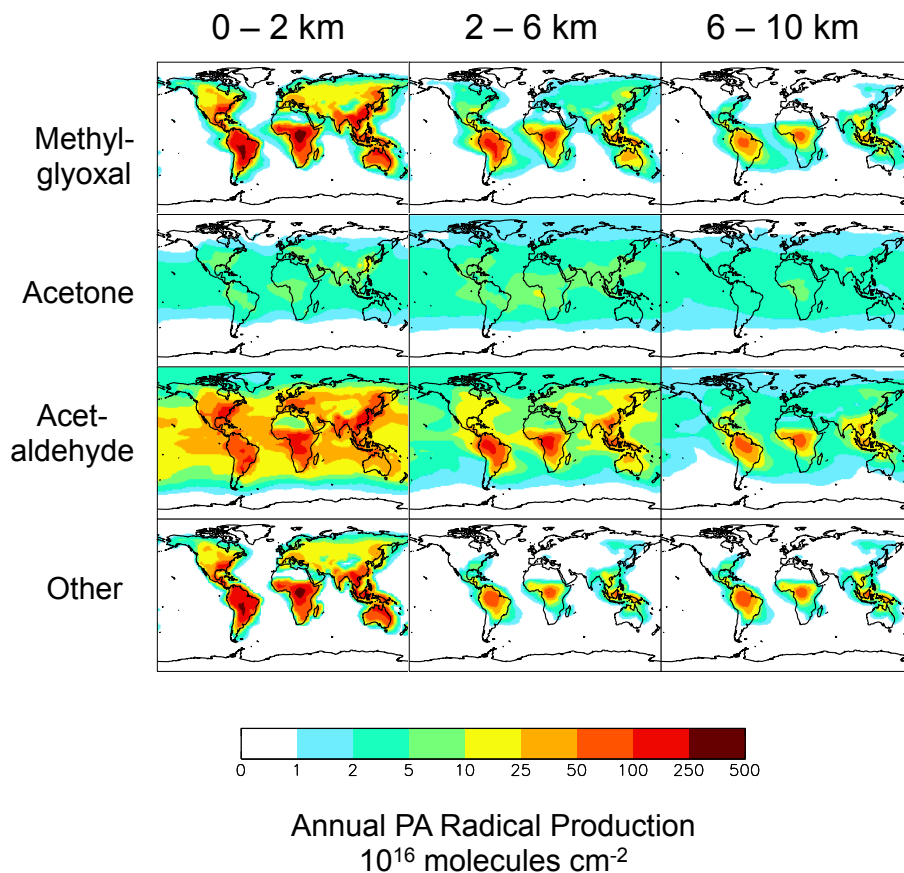 0 – 2 km 2 – 6 km 6 – 10 km
Methyl-
glyoxal
Acetone
Acet-
aldehyde
Other
0 1 2 5 10 25 50 100 250 500
Annual PA Radical Production
10¹⁶ molecules cm⁻²